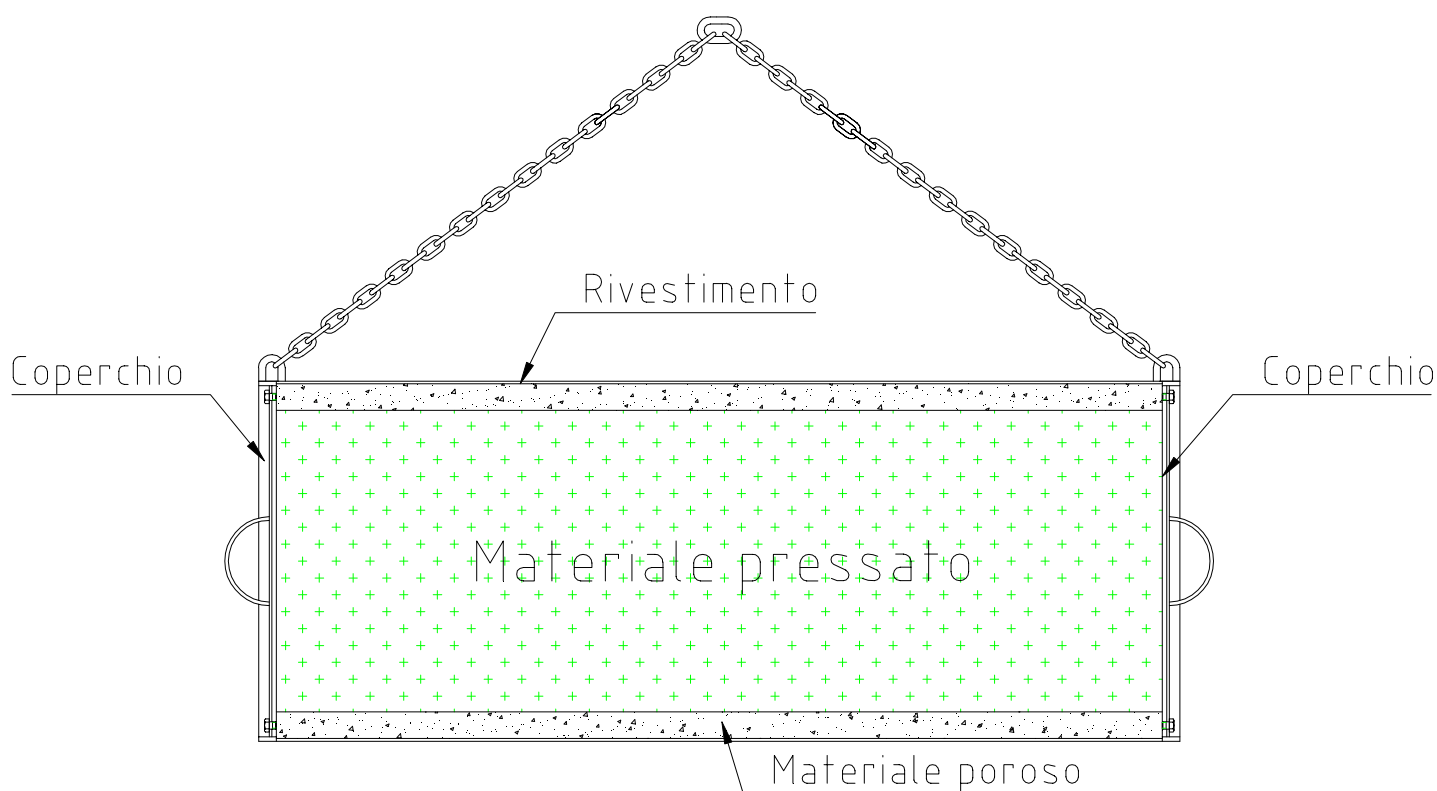 Rivestimento
Coperchio
Coperchio
Materiale pressato
Materiale poroso